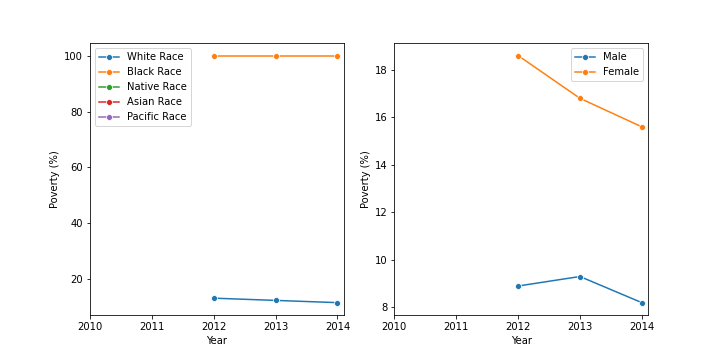 100
80
60
40
20
Poverty (%)
White Race
Black Race
Native Race
Asian Race
Pacific Race
2010 2011 2012 2013 2014
Year
18
16
14
12
10
8
Poverty (%)
Male
Female
2010 2011 2012 2013 2014
Year